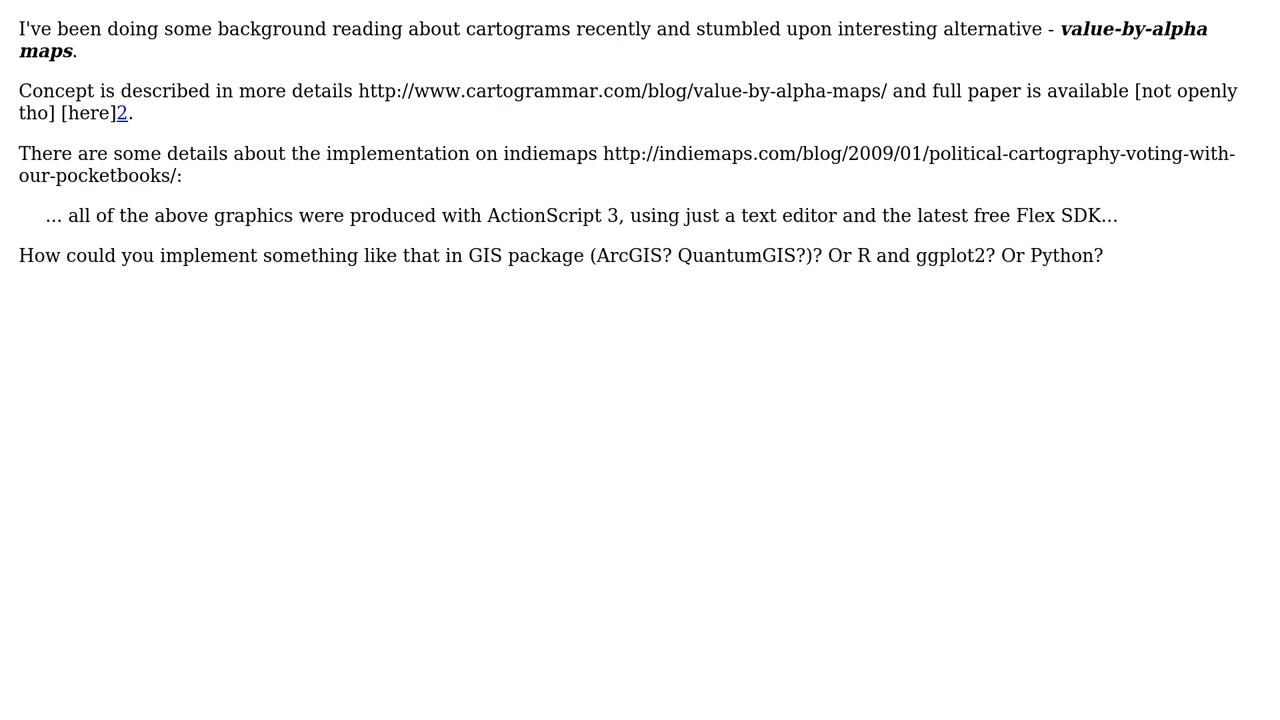 I've been doing some background reading about cartograms recently and stumbled upon interesting alternative - value-by-alpha
maps.
Concept is described in more details http://www.cartogrammar.com/blog/value-by-alpha-maps/ and full paper is available [not openly
tho] [here]2.
There are some details about the implementation on indiemaps http://indiemaps.com/blog/2009/01/political-cartography-voting-with-
our-pocketbooks/:
... all of the above graphics were produced with ActionScript 3, using just a text editor and the latest free Flex SDK...
How could you implement something like that in GIS package (ArcGIS? QuantumGIS?)? Or R and ggplot2? Or Python?